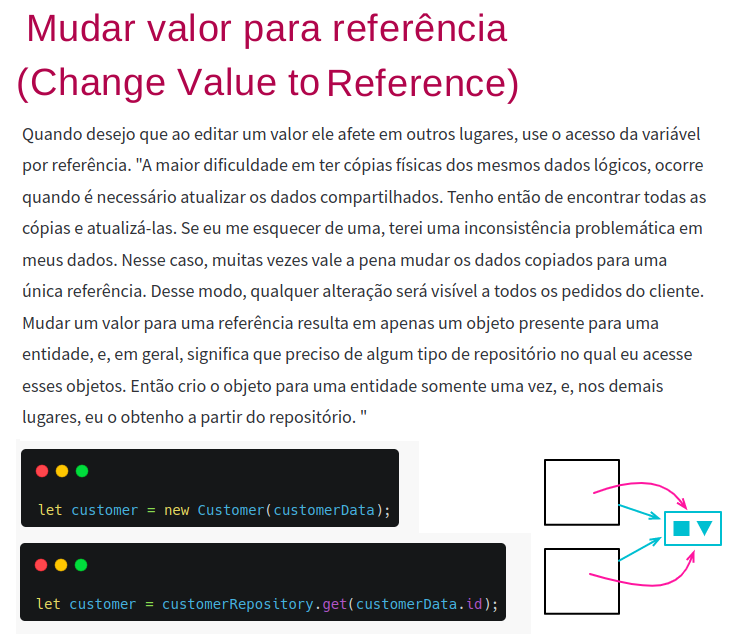 Mudar valor para referência
(Change Value to Reference)
Quando desejo que ao editar um valor ele afete em outros lugares, use o acesso da variável
por referência. "A maior dificuldade em ter cópias físicas dos mesmos dados lógicos, ocorre
quando é necessário atualizar os dados compartilhados. Tenho então de encontrar todas as
cópias e atualizá-las. Se eu me esquecer de uma, terei uma inconsistência problemática em
meus dados. Nesse caso, muitas vezes vale a pena mudar os dados copiados para uma
única referência. Desse modo, qualquer alteração será visível a todos os pedidos do cliente.
Mudar um valor para uma referência resulta em apenas um objeto presente para uma
entidade, e, em geral, significa que preciso de algum tipo de repositório no qual eu acesse
esses objetos. Então crio o objeto para uma entidade somente uma vez, e, nos demais
lugares, eu o obtenho a partir do repositório. "
let customer = new Customer(customerData);
let customer = customerRepository.get(customerData.id);